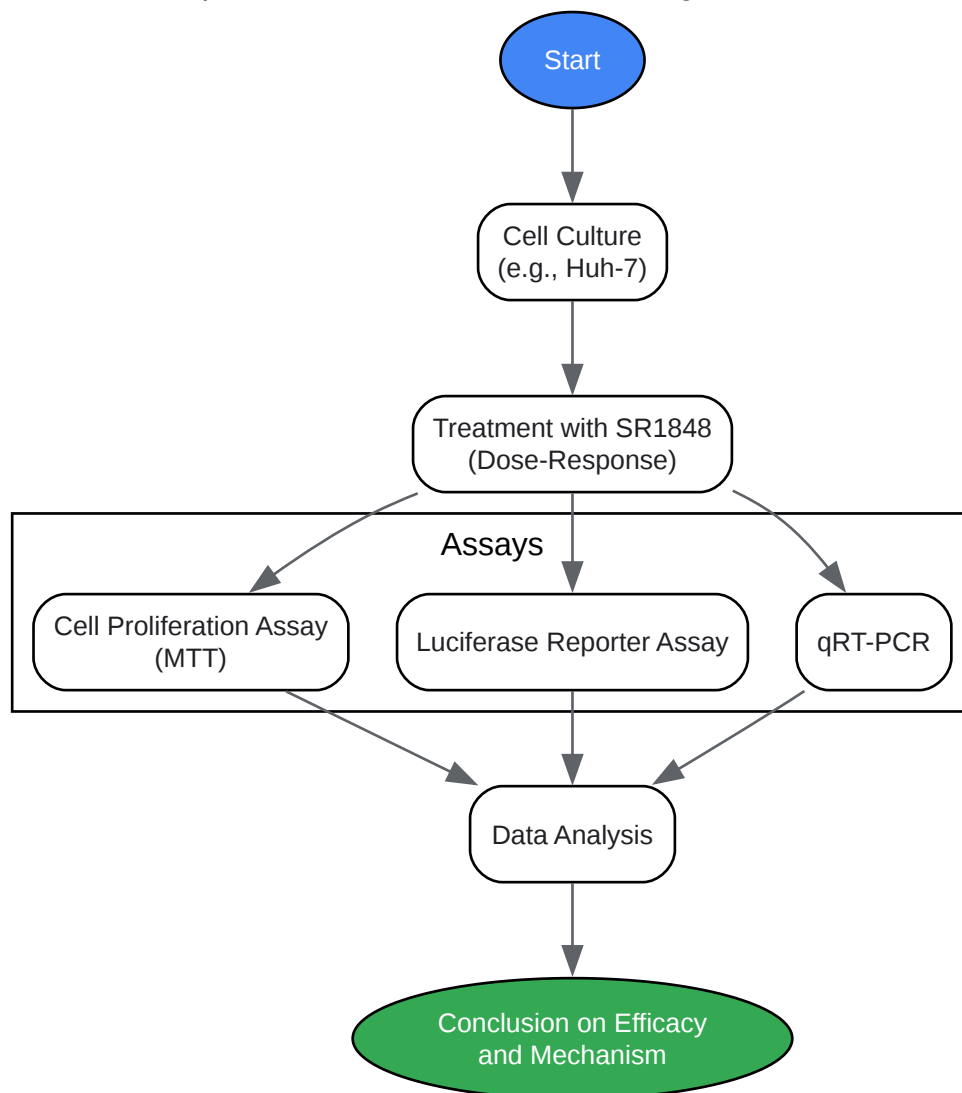 Start
Cell Culture
(e.g., Huh-7)
Treatment with SR1848
(Dose-Response)
Assays
Cell Proliferation Assay
(MTT)
Luciferase Reporter Assay
qRT-PCR
Data Analysis
Conclusion on Efficacy
and Mechanism